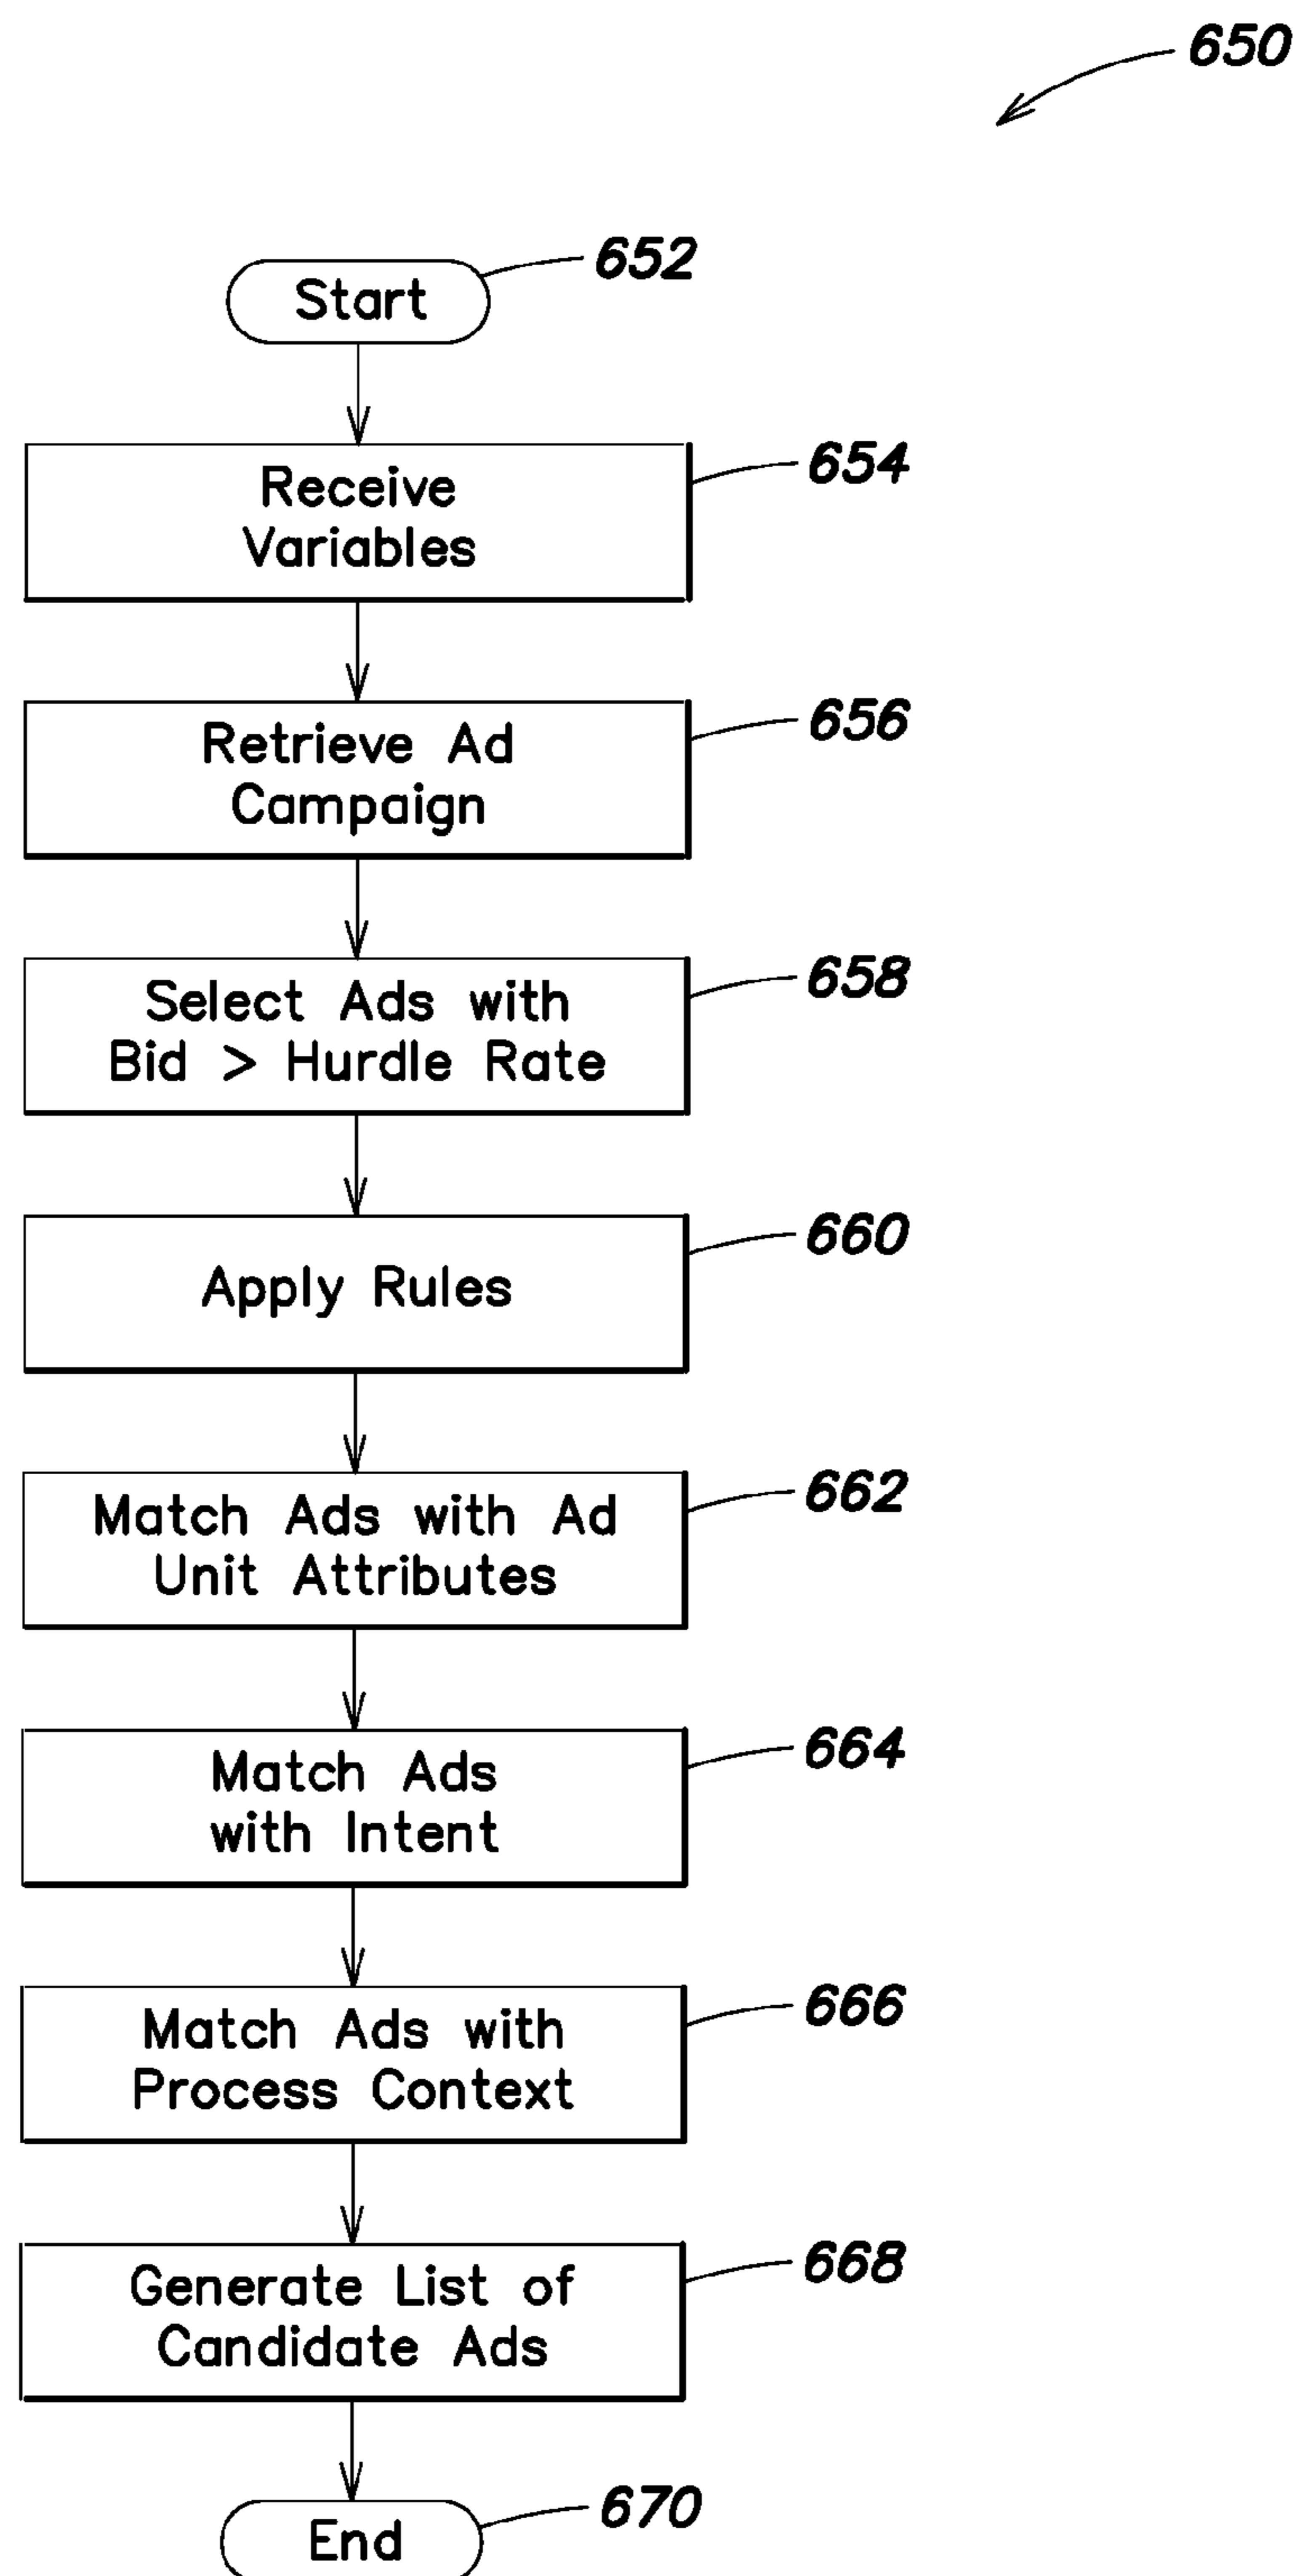 650
Start
652
Receive
Variables
654
Retrieve Ad
Campaign
656
Select Ads with
Bid > Hurdle Rate
658
Apply Rules
660
Match Ads with Ad
Unit Attributes
662
Match Ads
with Intent
664
Match Ads with
Process Context
666
Generate List of
Candidate Ads
668
End
670